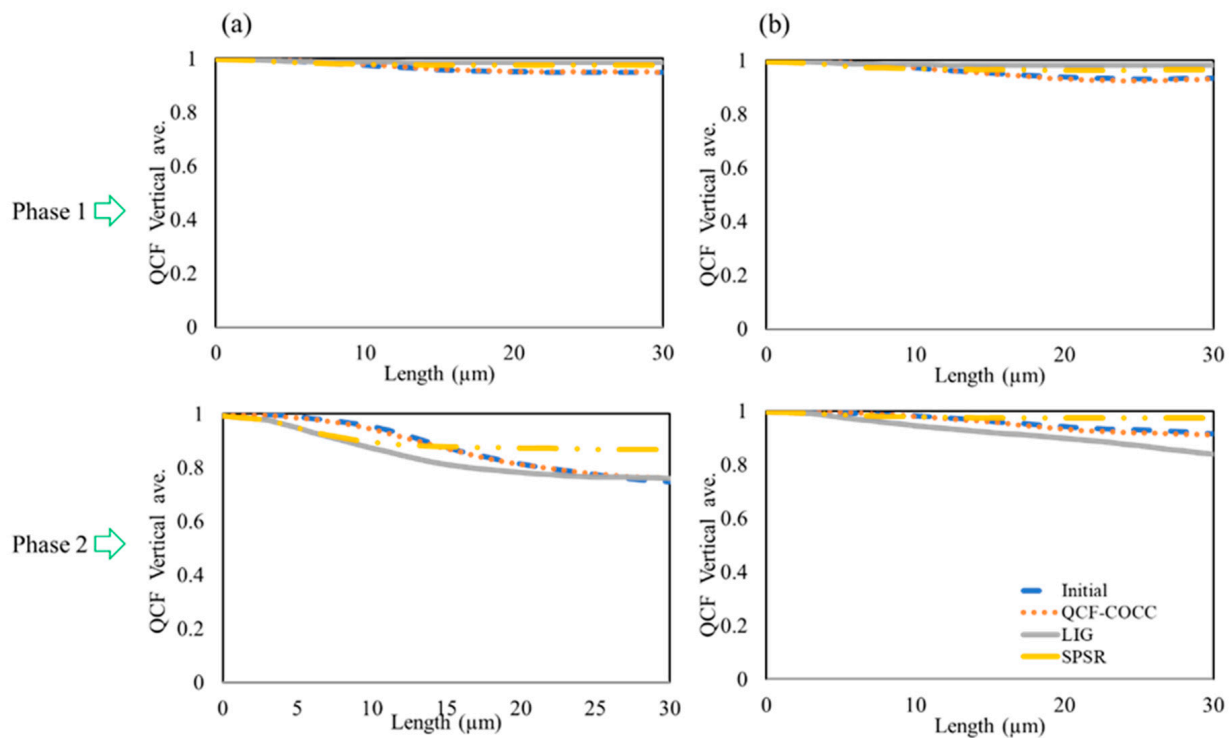 (a)
(b)
Phase 1
QCF Vertical ave.
1
0.8
0.6
0.4
0.2
0
0
10
20
30
Length (µm)
QCF Vertical ave.
1
0.8
0.6
0.4
0.2
0
0
10
20
30
Length (µm)
Phase 2
QCF Vertical ave.
1
0.8
0.6
0.4
0.2
0
0
5
10
15
20
25
30
Length (µm)
QCF Vertical ave.
1
0.8
0.6
0.4
0.2
0
Initial
QCF-COCC
LIG
SPSR
0
10
20
30
Length (µm)